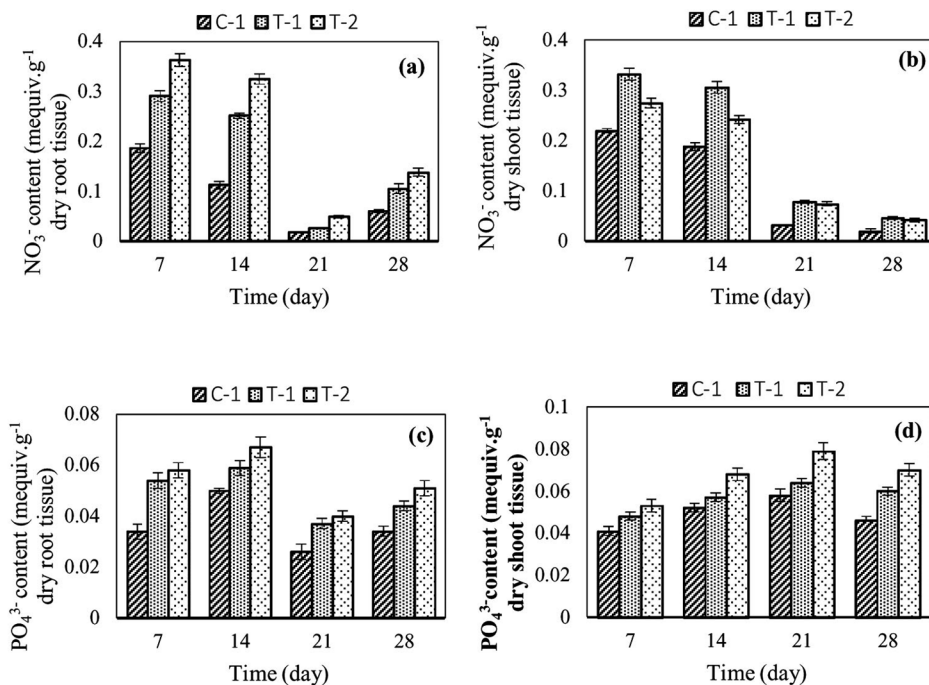 C-1 T-1 T-2
(a)
NO₃⁻ content (mequiv.g⁻¹
dry root tissue)
0.4
0.3
0.2
0.1
0
7 14 21 28
Time (day)
C-1 T-1 T-2
(b)
NO₃⁻ content (mequiv.g⁻¹
dry shoot tissue)
0.4
0.3
0.2
0.1
0
7 14 21 28
Time (day)
C-1 T-1 T-2
(c)
PO₄³⁻ content (mequiv.g⁻¹
dry root tissue)
0.08
0.06
0.04
0.02
0
7 14 21 28
Time (day)
C-1 T-1 T-2
(d)
PO₄³⁻content (mequiv.g⁻¹
dry shoot tissue)
0.1
0.08
0.06
0.04
0.02
0
7 14 21 28
Time (day)